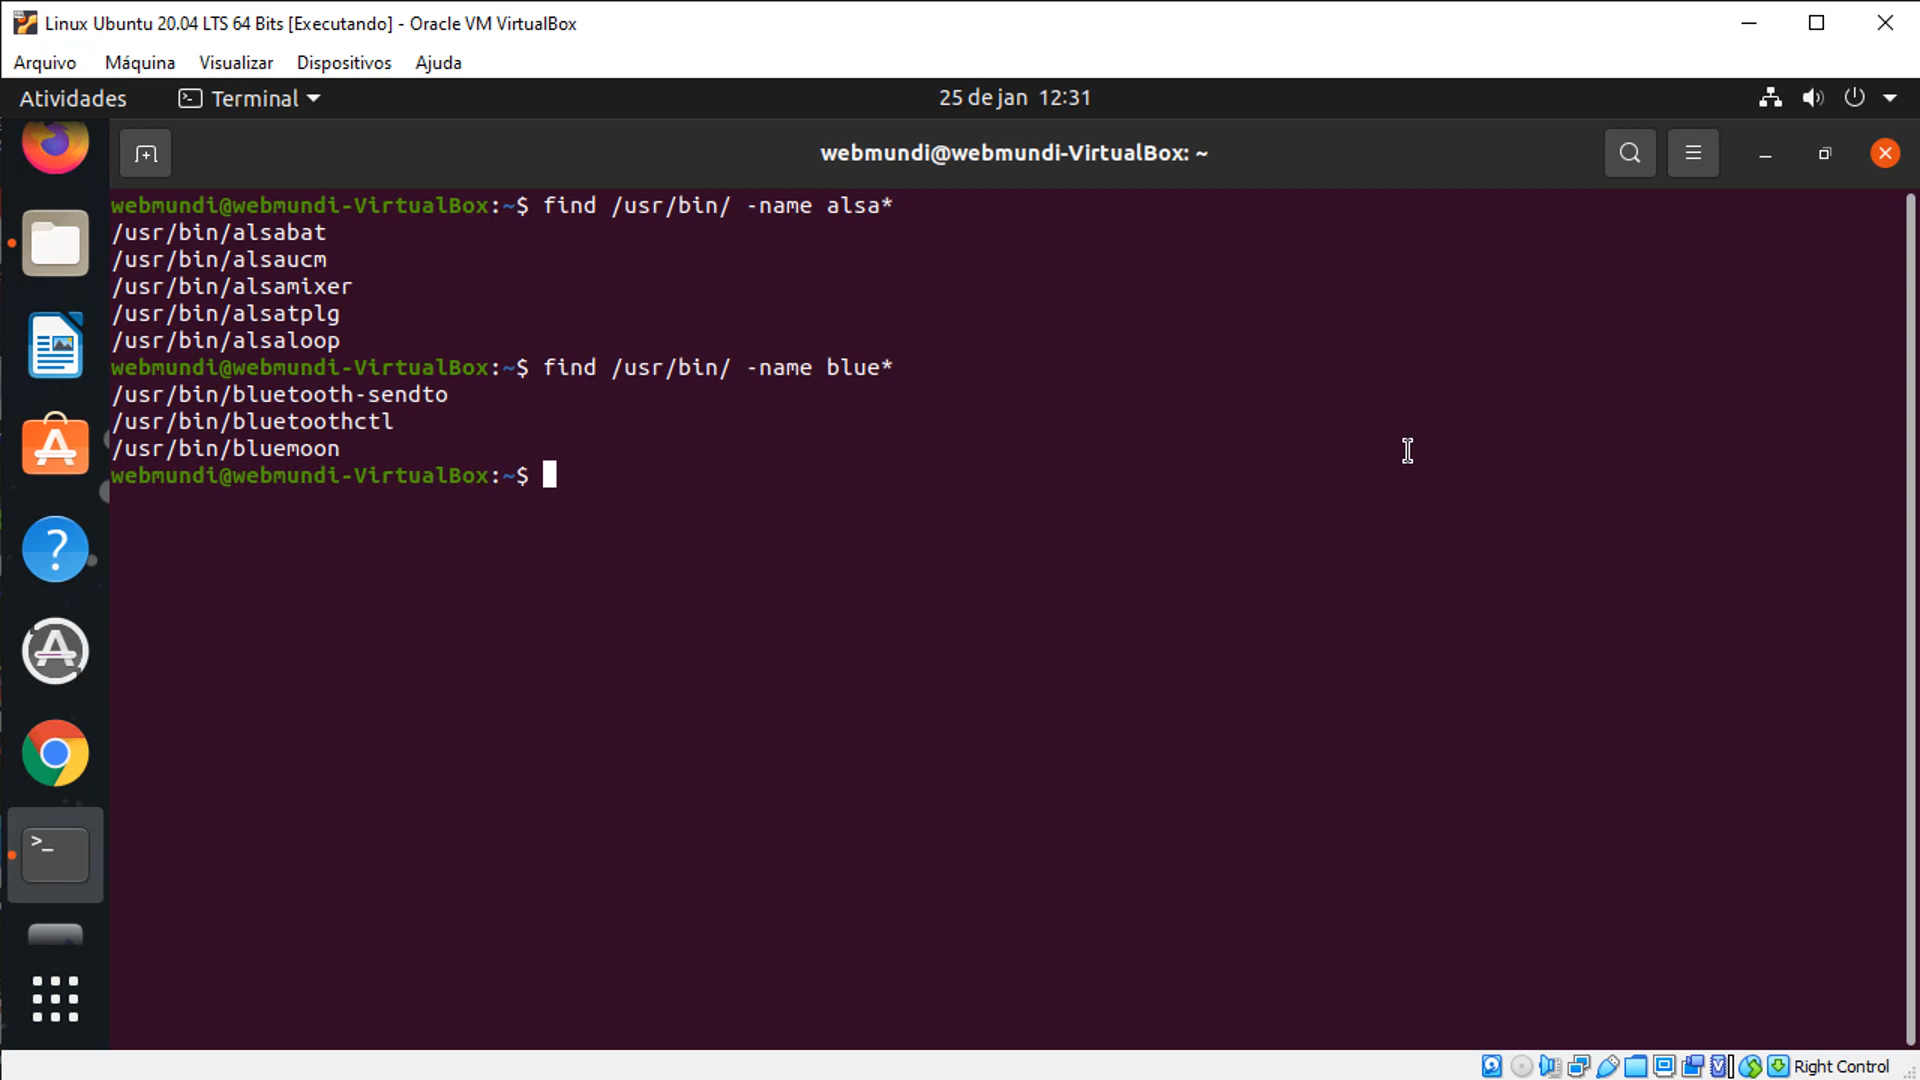 Linux Ubuntu 20.04 LTS 64 Bits [Executando] - Oracle VM VirtualBox
Arquivo Máquina Visualizar Dispositivos Ajuda
Atividades Terminal 25 de jan 12:31
webmundi@webmundi-VirtualBox: ~
webmundi@webmundi-VirtualBox:~$ find /usr/bin/ -name alsa*
/usr/bin/alsabat
/usr/bin/alsaucm
/usr/bin/alsamixer
/usr/bin/alsatplg
/usr/bin/alsaloop
webmundi@webmundi-VirtualBox:~$ find /usr/bin/ -name blue*
/usr/bin/bluetooth-sendto
/usr/bin/bluetoothctl
/usr/bin/bluemoon
webmundi@webmundi-VirtualBox:~$
Right Control